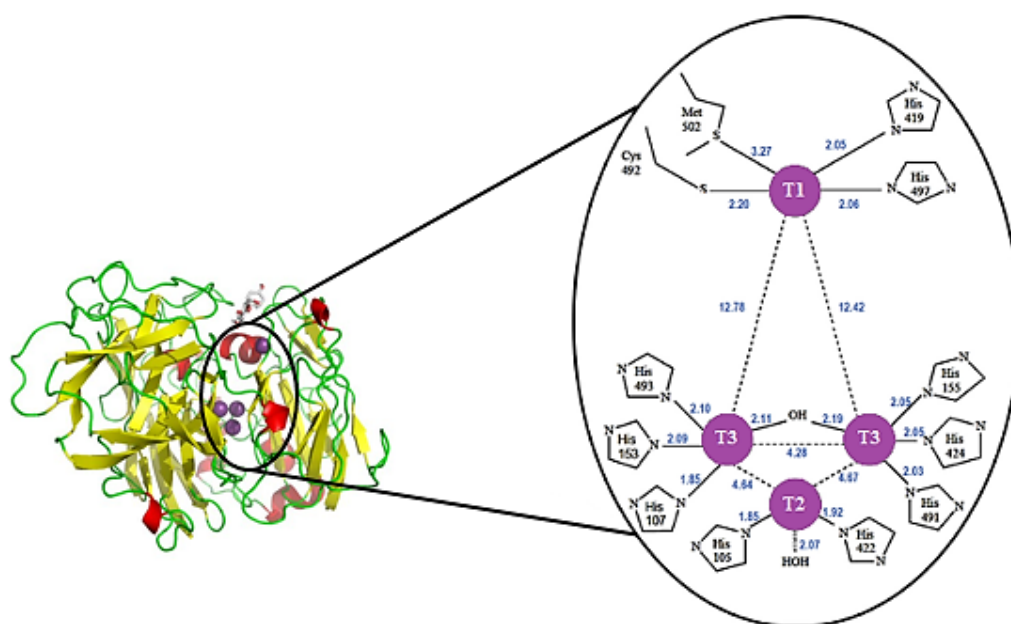 Met
502
His
419
S
N
N
3.27
2.05
Cys
492
S
2.20
T1
2.06
His
497
N
N
12.78
12.42
His
493
N
N
His
155
N
N
2.10
2.11
OH
2.19
2.05
His
153
N
N
2.09
T3
4.28
T3
2.05
His
424
N
N
1.85
4.64
4.67
2.03
His
107
N
N
T2
His
491
N
N
1.85
1.92
His
105
N
N
2.07
His
422
N
N
HOH